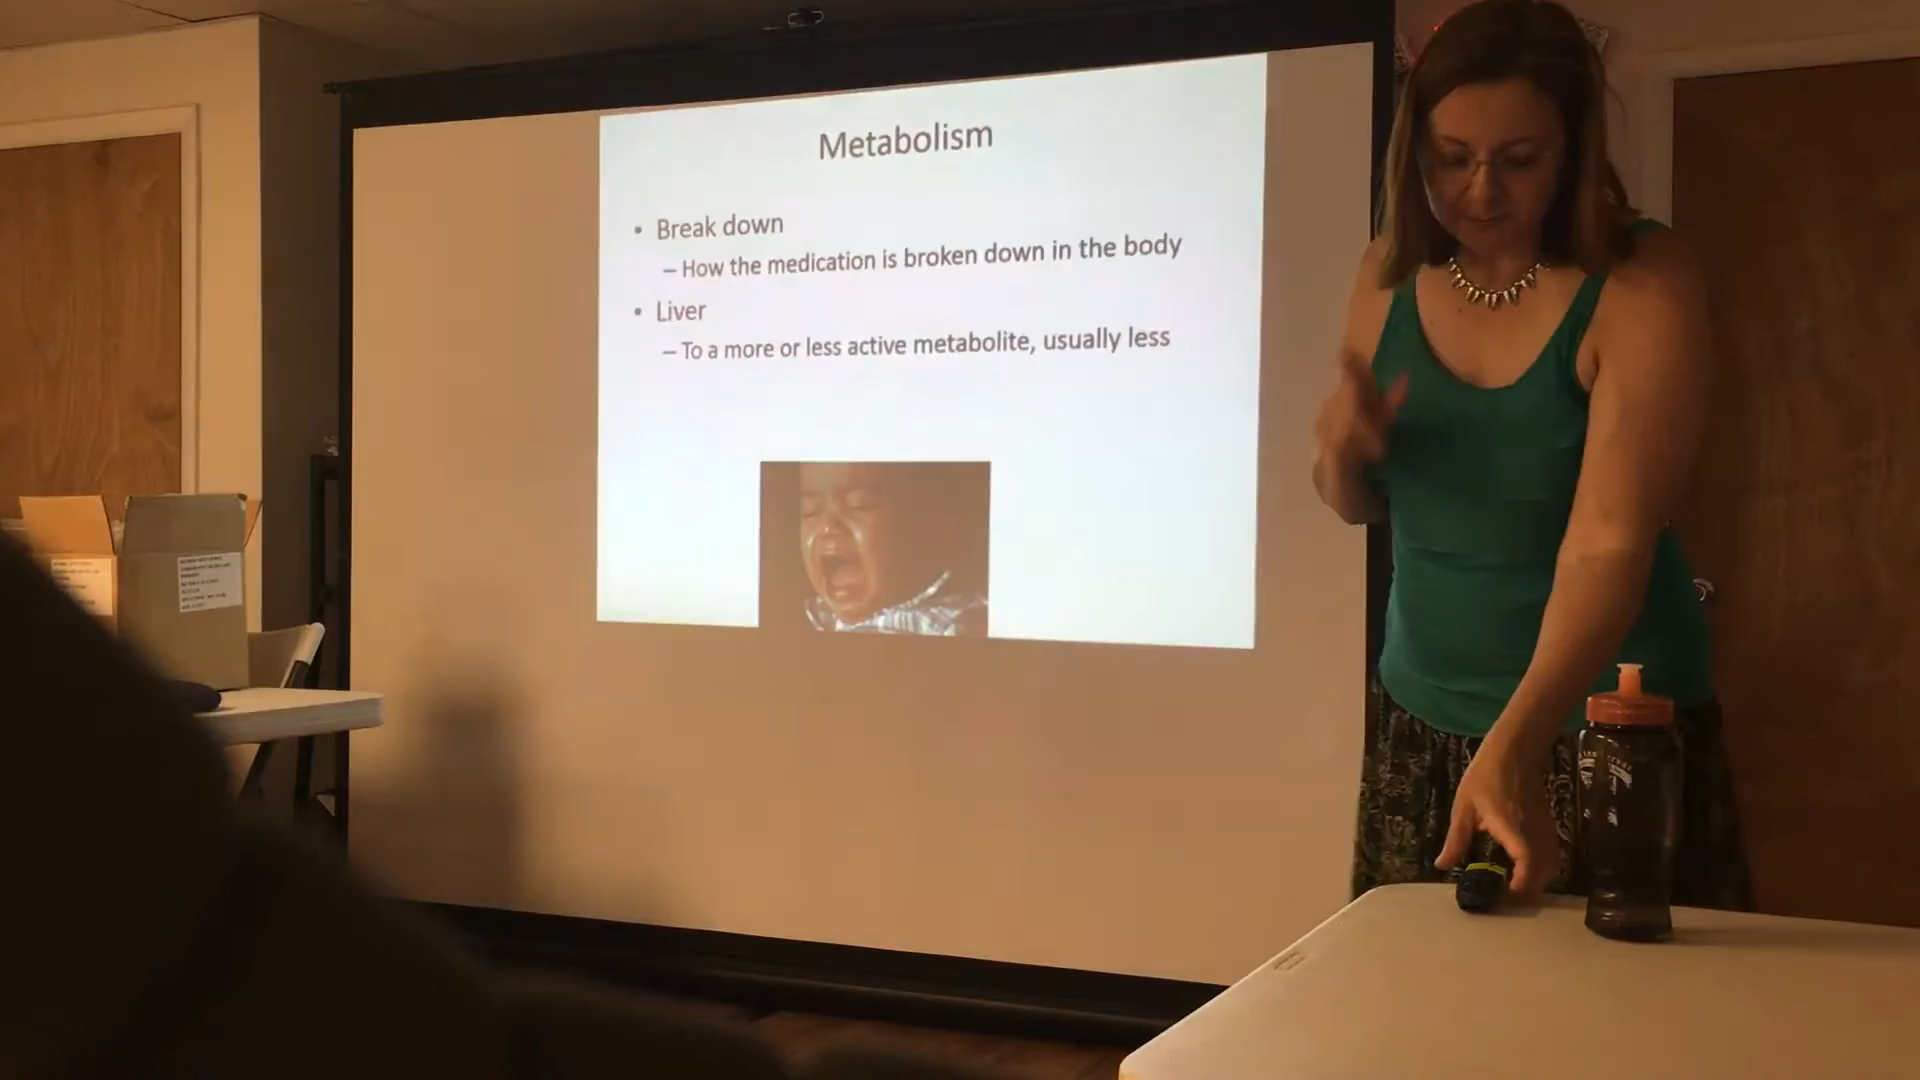 Metabolism
• Break down
– How the medication is broken down in the body
• Liver
– To a more or less active metabolite, usually less